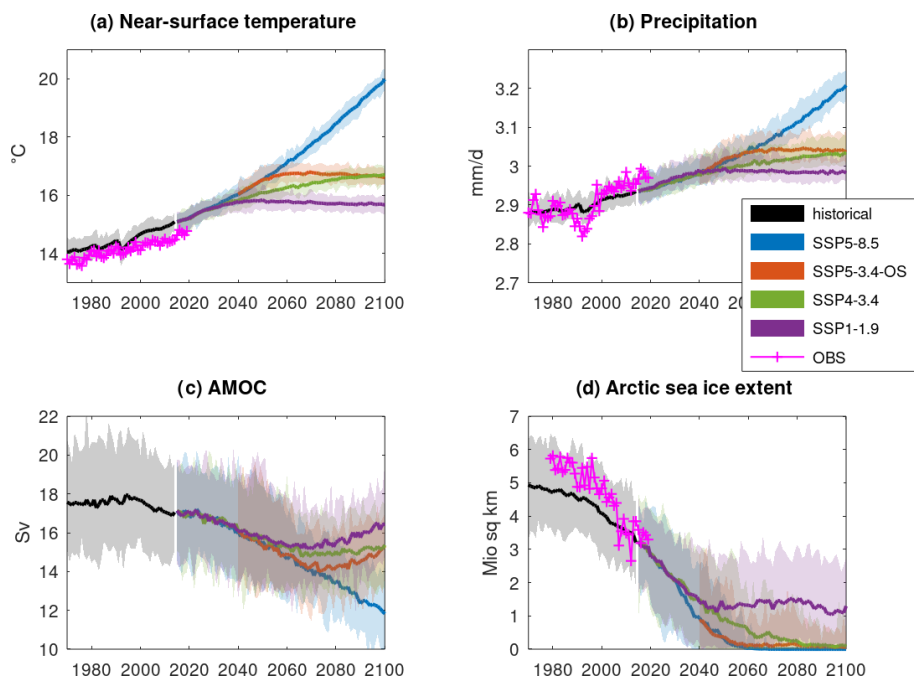 (a) Near-surface temperature
(b) Precipitation
20
18
16
14
°C
1980 2000 2020 2040 2060 2080 2100
3.2
3.1
3
2.9
2.8
2.7
mm/d
1980 2000 2020 2040 2060 2080 2100
historical
SSP5-8.5
SSP5-3.4-OS
SSP4-3.4
SSP1-1.9
OBS
(c) AMOC
(d) Arctic sea ice extent
22
20
18
16
14
12
10
Sv
1980 2000 2020 2040 2060 2080 2100
7
6
5
4
3
2
1
0
Mio sq km
1980 2000 2020 2040 2060 2080 2100